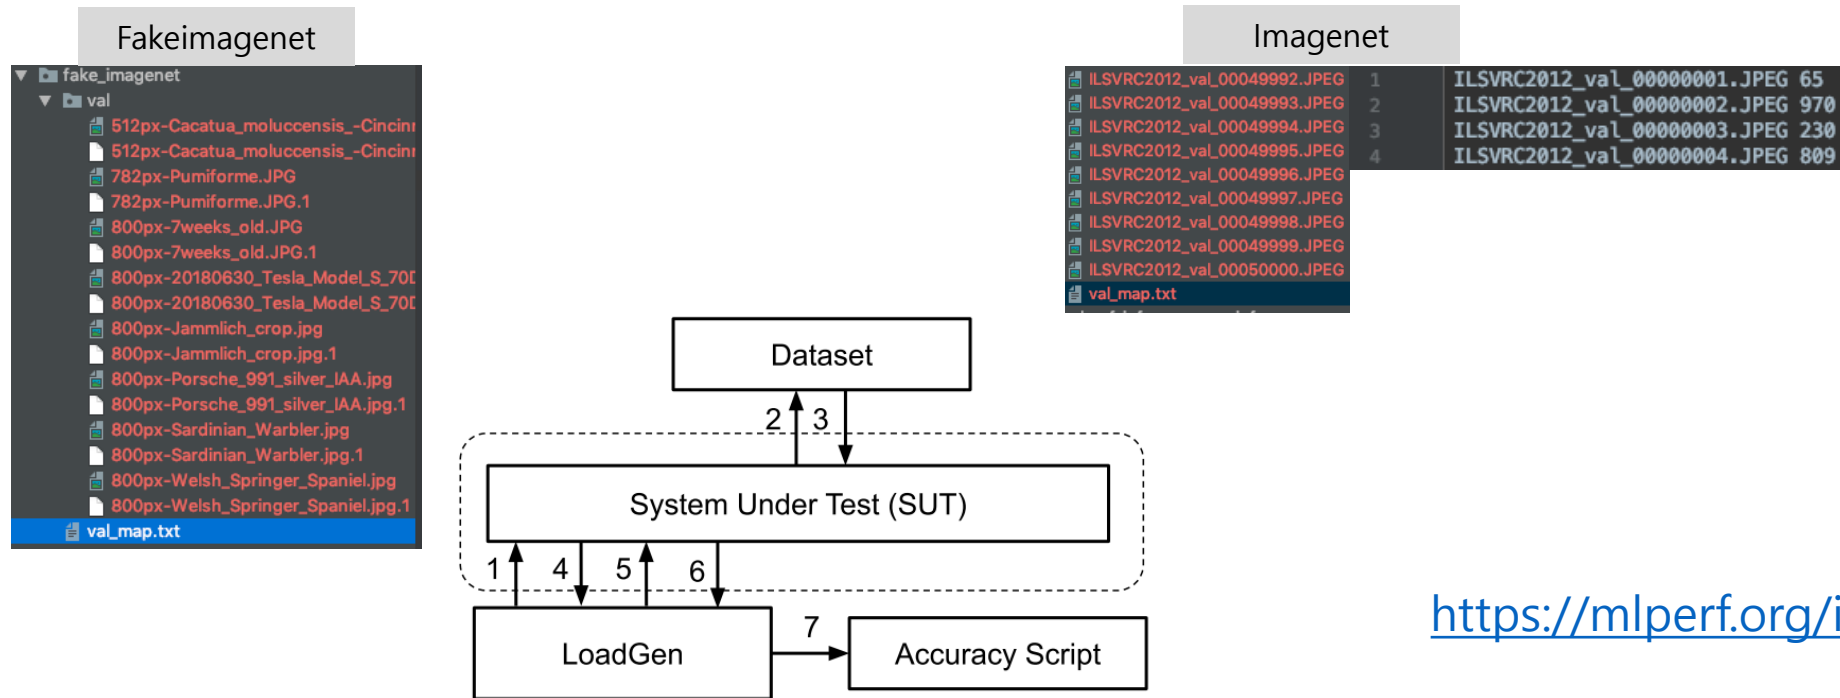 Fakeimagenet
fake_imagenet
val
512px-Cacatua_moluccensis_-Cincinn
512px-Cacatua_moluccensis_-Cincinn
782px-Pumiforme.JPG
782px-Pumiforme.JPG.1
800px-7weeks_old.JPG
800px-7weeks_old.JPG.1
800px-20180630_Tesla_Model_S_70D
800px-20180630_Tesla_Model_S_70D
800px-Jammlich_crop.jpg
800px-Jammlich_crop.jpg.1
800px-Porsche_991_silver_IAA.jpg
800px-Porsche_991_silver_IAA.jpg.1
800px-Sardinian_Warbler.jpg
800px-Sardinian_Warbler.jpg.1
800px-Welsh_Springer_Spaniel.jpg
800px-Welsh_Springer_Spaniel.jpg.1
val_map.txt
Imagenet
ILSVRC2012_val_00049992.JPEG
ILSVRC2012_val_00049993.JPEG
ILSVRC2012_val_00049994.JPEG
ILSVRC2012_val_00049995.JPEG
ILSVRC2012_val_00049996.JPEG
ILSVRC2012_val_00049997.JPEG
ILSVRC2012_val_00049998.JPEG
ILSVRC2012_val_00049999.JPEG
ILSVRC2012_val_00050000.JPEG
val_map.txt
1 ILSVRC2012_val_00000001.JPEG 65
2 ILSVRC2012_val_00000002.JPEG 970
3 ILSVRC2012_val_00000003.JPEG 230
4 ILSVRC2012_val_00000004.JPEG 809
Dataset
2 3
System Under Test (SUT)
1 4 5 6
LoadGen
7
Accuracy Script
https://mlperf.org/i